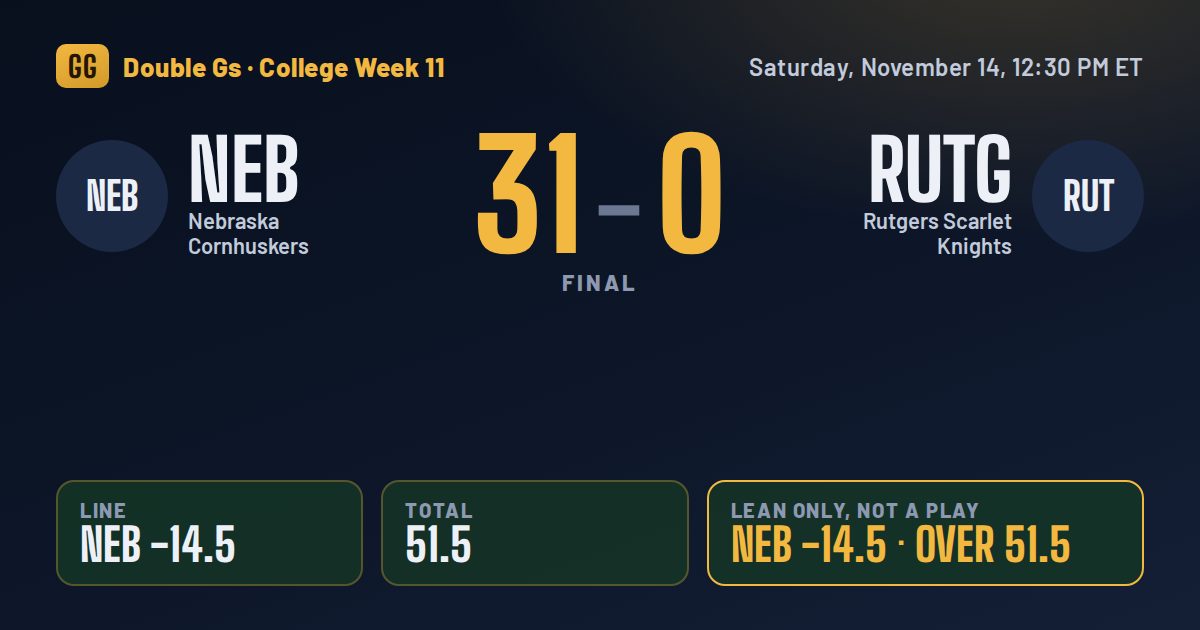 GG
Double Gs · College Week 11
Saturday, November 14, 12:30 PM ET
NEB
NEB
Nebraska
Cornhuskers
31 – 0
FINAL
RUTG
Rutgers Scarlet
Knights
RUT
LINE
NEB −14.5
TOTAL
51.5
LEAN ONLY, NOT A PLAY
NEB −14.5 · OVER 51.5